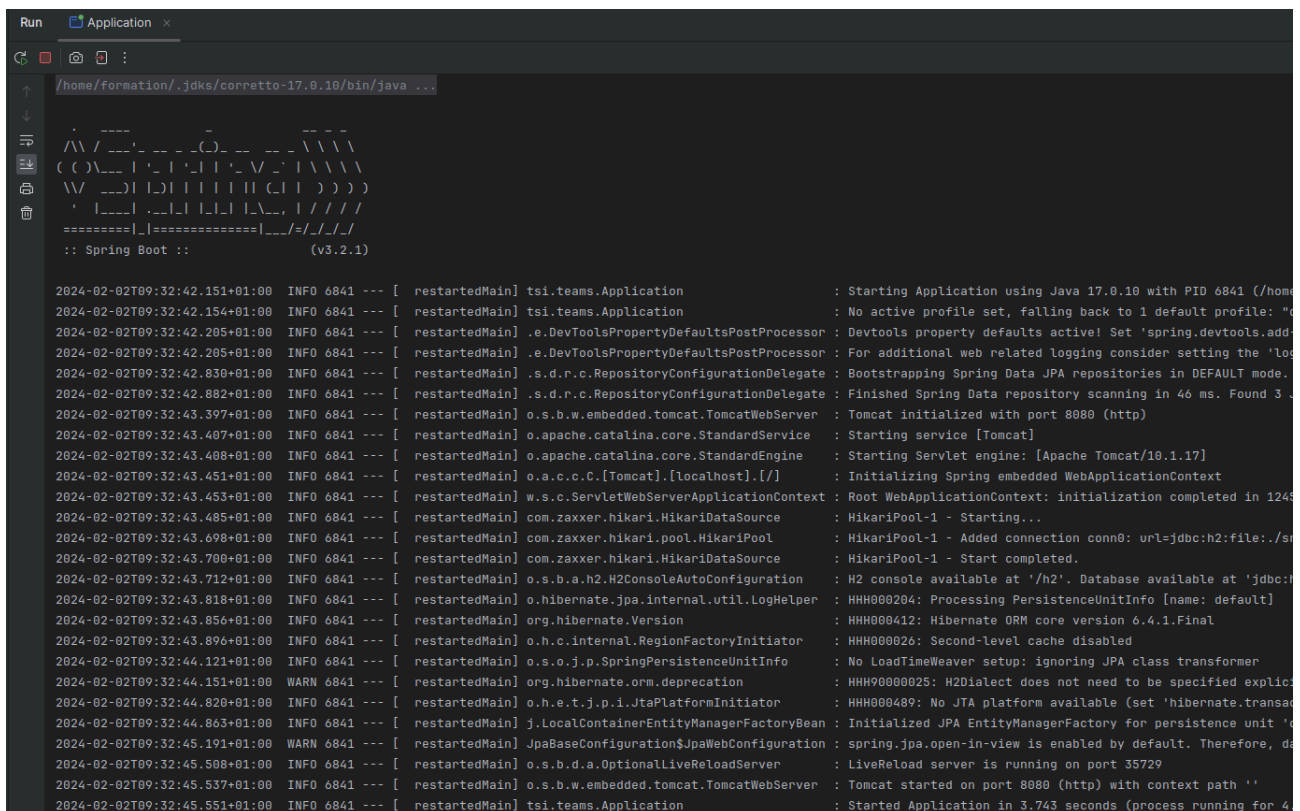 Run Application ×
/home/formation/.jdks/corretto-17.0.10/bin/java ...
  .   ____          _            __ _ _
 /\\ / ___'_ __ _ _(_)_ __  __ _ \ \ \ \
( ( )\___ | '_ | '_| | '_ \/ _` | \ \ \ \
 \\/  ___)| |_)| | | | | || (_| |  ) ) ) )
  '  |____| .__|_| |_|_| |_\__, | / / / /
 =========|_|==============|___/=/_/_/_/
 :: Spring Boot ::                (v3.2.1)
2024-02-02T09:32:42.151+01:00  INFO 6841 --- [  restartedMain] tsi.teams.Application                    : Starting Application using Java 17.0.10 with PID 6841 (/home
2024-02-02T09:32:42.154+01:00  INFO 6841 --- [  restartedMain] tsi.teams.Application                    : No active profile set, falling back to 1 default profile: "d
2024-02-02T09:32:42.205+01:00  INFO 6841 --- [  restartedMain] .e.DevToolsPropertyDefaultsPostProcessor : Devtools property defaults active! Set 'spring.devtools.add-
2024-02-02T09:32:42.205+01:00  INFO 6841 --- [  restartedMain] .e.DevToolsPropertyDefaultsPostProcessor : For additional web related logging consider setting the 'log
2024-02-02T09:32:42.830+01:00  INFO 6841 --- [  restartedMain] .s.d.r.c.RepositoryConfigurationDelegate : Bootstrapping Spring Data JPA repositories in DEFAULT mode.
2024-02-02T09:32:42.882+01:00  INFO 6841 --- [  restartedMain] .s.d.r.c.RepositoryConfigurationDelegate : Finished Spring Data repository scanning in 46 ms. Found 3 J
2024-02-02T09:32:43.397+01:00  INFO 6841 --- [  restartedMain] o.s.b.w.embedded.tomcat.TomcatWebServer  : Tomcat initialized with port 8080 (http)
2024-02-02T09:32:43.407+01:00  INFO 6841 --- [  restartedMain] o.apache.catalina.core.StandardService   : Starting service [Tomcat]
2024-02-02T09:32:43.408+01:00  INFO 6841 --- [  restartedMain] o.apache.catalina.core.StandardEngine    : Starting Servlet engine: [Apache Tomcat/10.1.17]
2024-02-02T09:32:43.451+01:00  INFO 6841 --- [  restartedMain] o.a.c.c.C.[Tomcat].[localhost].[/]       : Initializing Spring embedded WebApplicationContext
2024-02-02T09:32:43.453+01:00  INFO 6841 --- [  restartedMain] w.s.c.ServletWebServerApplicationContext : Root WebApplicationContext: initialization completed in 1245
2024-02-02T09:32:43.485+01:00  INFO 6841 --- [  restartedMain] com.zaxxer.hikari.HikariDataSource       : HikariPool-1 - Starting...
2024-02-02T09:32:43.698+01:00  INFO 6841 --- [  restartedMain] com.zaxxer.hikari.pool.HikariPool        : HikariPool-1 - Added connection conn0: url=jdbc:h2:file:./sr
2024-02-02T09:32:43.700+01:00  INFO 6841 --- [  restartedMain] com.zaxxer.hikari.HikariDataSource       : HikariPool-1 - Start completed.
2024-02-02T09:32:43.712+01:00  INFO 6841 --- [  restartedMain] o.s.b.a.h2.H2ConsoleAutoConfiguration    : H2 console available at '/h2'. Database available at 'jdbc:h
2024-02-02T09:32:43.818+01:00  INFO 6841 --- [  restartedMain] o.hibernate.jpa.internal.util.LogHelper  : HHH000204: Processing PersistenceUnitInfo [name: default]
2024-02-02T09:32:43.856+01:00  INFO 6841 --- [  restartedMain] org.hibernate.Version                    : HHH000412: Hibernate ORM core version 6.4.1.Final
2024-02-02T09:32:43.896+01:00  INFO 6841 --- [  restartedMain] o.h.c.internal.RegionFactoryInitiator    : HHH000026: Second-level cache disabled
2024-02-02T09:32:44.121+01:00  INFO 6841 --- [  restartedMain] o.s.o.j.p.SpringPersistenceUnitInfo      : No LoadTimeWeaver setup: ignoring JPA class transformer
2024-02-02T09:32:44.151+01:00  WARN 6841 --- [  restartedMain] org.hibernate.orm.deprecation            : HHH90000025: H2Dialect does not need to be specified explici
2024-02-02T09:32:44.820+01:00  INFO 6841 --- [  restartedMain] o.h.e.t.j.p.i.JtaPlatformInitiator       : HHH000489: No JTA platform available (set 'hibernate.transac
2024-02-02T09:32:44.863+01:00  INFO 6841 --- [  restartedMain] j.LocalContainerEntityManagerFactoryBean : Initialized JPA EntityManagerFactory for persistence unit 'd
2024-02-02T09:32:45.191+01:00  WARN 6841 --- [  restartedMain] JpaBaseConfiguration$JpaWebConfiguration : spring.jpa.open-in-view is enabled by default. Therefore, da
2024-02-02T09:32:45.508+01:00  INFO 6841 --- [  restartedMain] o.s.b.d.a.OptionalLiveReloadServer       : LiveReload server is running on port 35729
2024-02-02T09:32:45.537+01:00  INFO 6841 --- [  restartedMain] o.s.b.w.embedded.tomcat.TomcatWebServer  : Tomcat started on port 8080 (http) with context path ''
2024-02-02T09:32:45.551+01:00  INFO 6841 --- [  restartedMain] tsi.teams.Application                    : Started Application in 3.743 seconds (process running for 4.